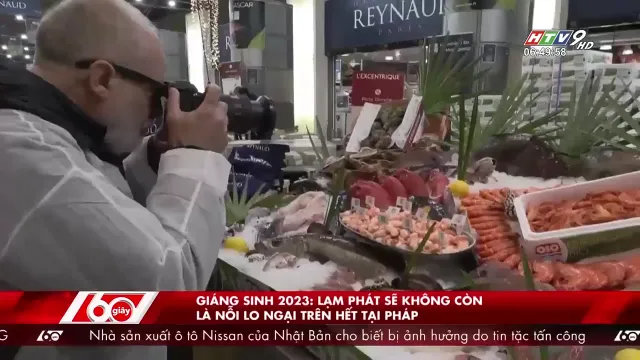 REYNAUD
HTV9
HD
05:49:58
REYNAUD
L'EXCENTRIQUE
OSO
GIÁNG SINH 2023: LẠM PHÁT SẼ KHÔNG CÒN
LÀ NỖI LO NGẠI TRÊN HẾT TẠI PHÁP
60 giây
Nhà sản xuất ô tô Nissan của Nhật Bản cho biết bị ảnh hưởng do tin tặc tấn công